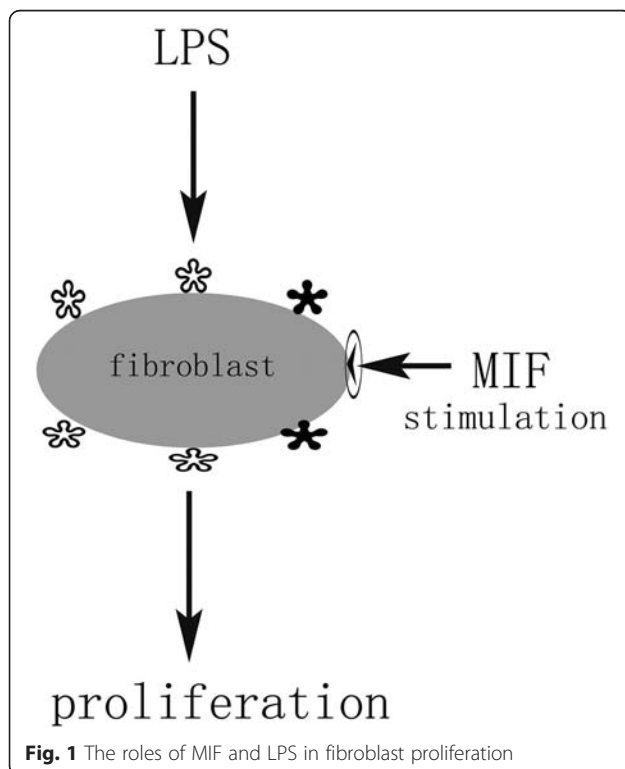 LPS
fibroblast
MIF
stimulation
proliferation
Fig. 1 The roles of MIF and LPS in fibroblast proliferation